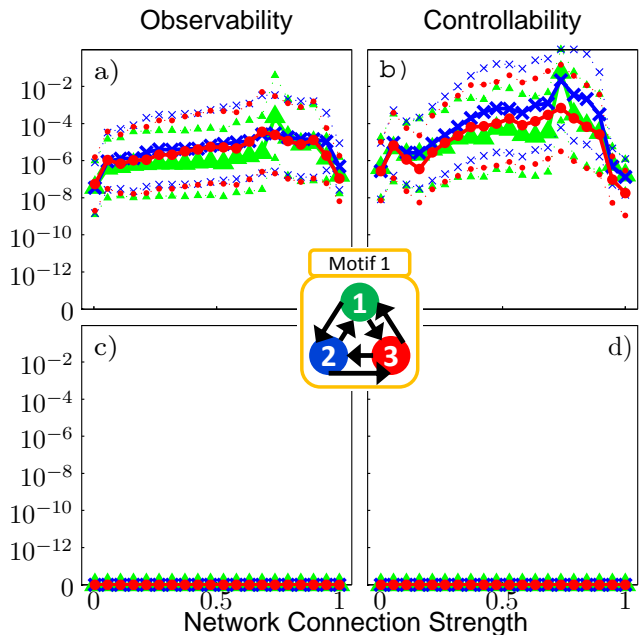 Observability Controllability
a) b)
10^-2
10^-4
10^-6
10^-8
10^-10
10^-12
0
Motif 1
1
2 3
c) d)
10^-2
10^-4
10^-6
10^-8
10^-10
10^-12
0
0 0.5 1 0 0.5 1
Network Connection Strength